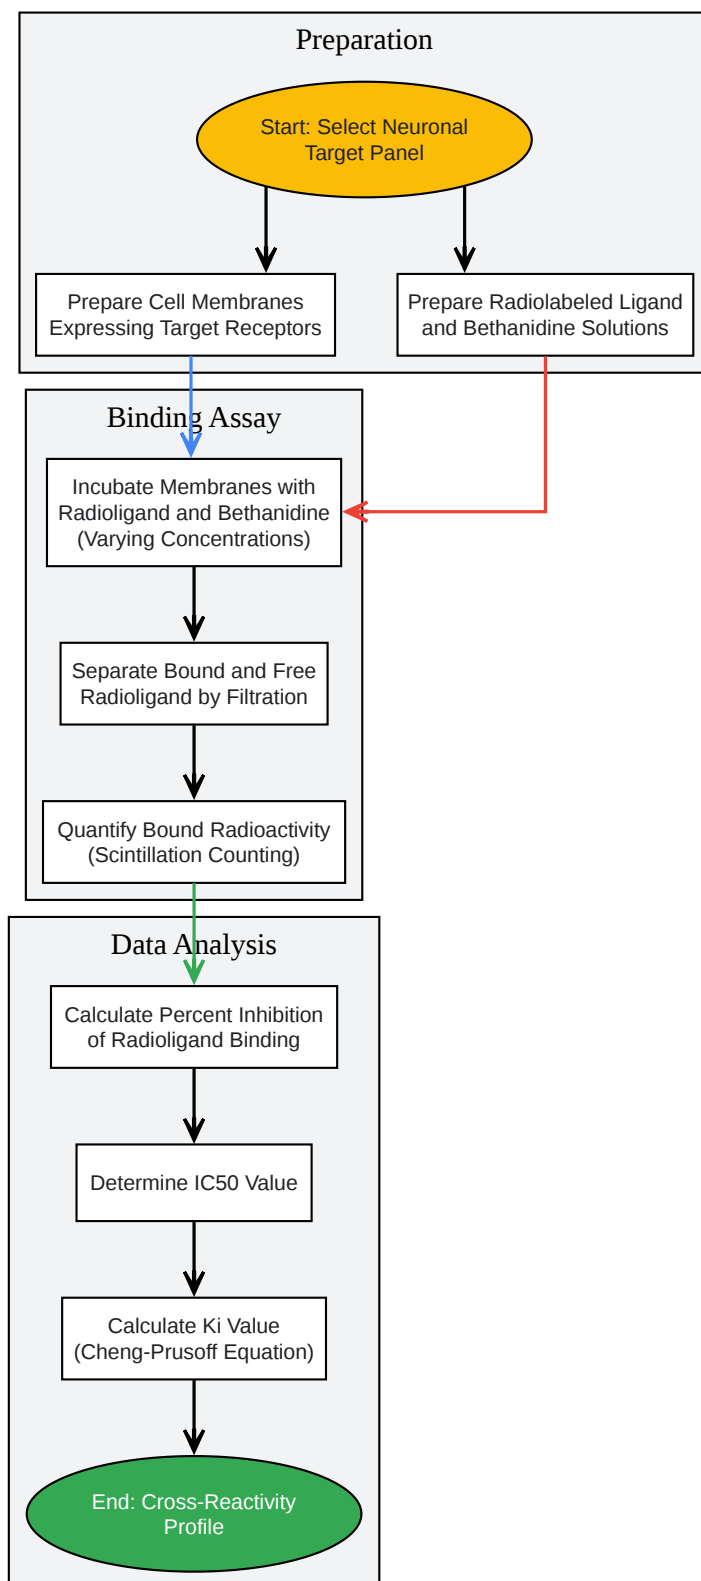 Preparation
Start: Select Neuronal
Target Panel
Prepare Cell Membranes
Expressing Target Receptors
Prepare Radiolabeled Ligand
and Bethanidine Solutions
Binding Assay
Incubate Membranes with
Radioligand and Bethanidine
(Varying Concentrations)
Separate Bound and Free
Radioligand by Filtration
Quantify Bound Radioactivity
(Scintillation Counting)
Data Analysis
Calculate Percent Inhibition
of Radioligand Binding
Determine IC50 Value
Calculate Ki Value
(Cheng-Prusoff Equation)
End: Cross-Reactivity
Profile